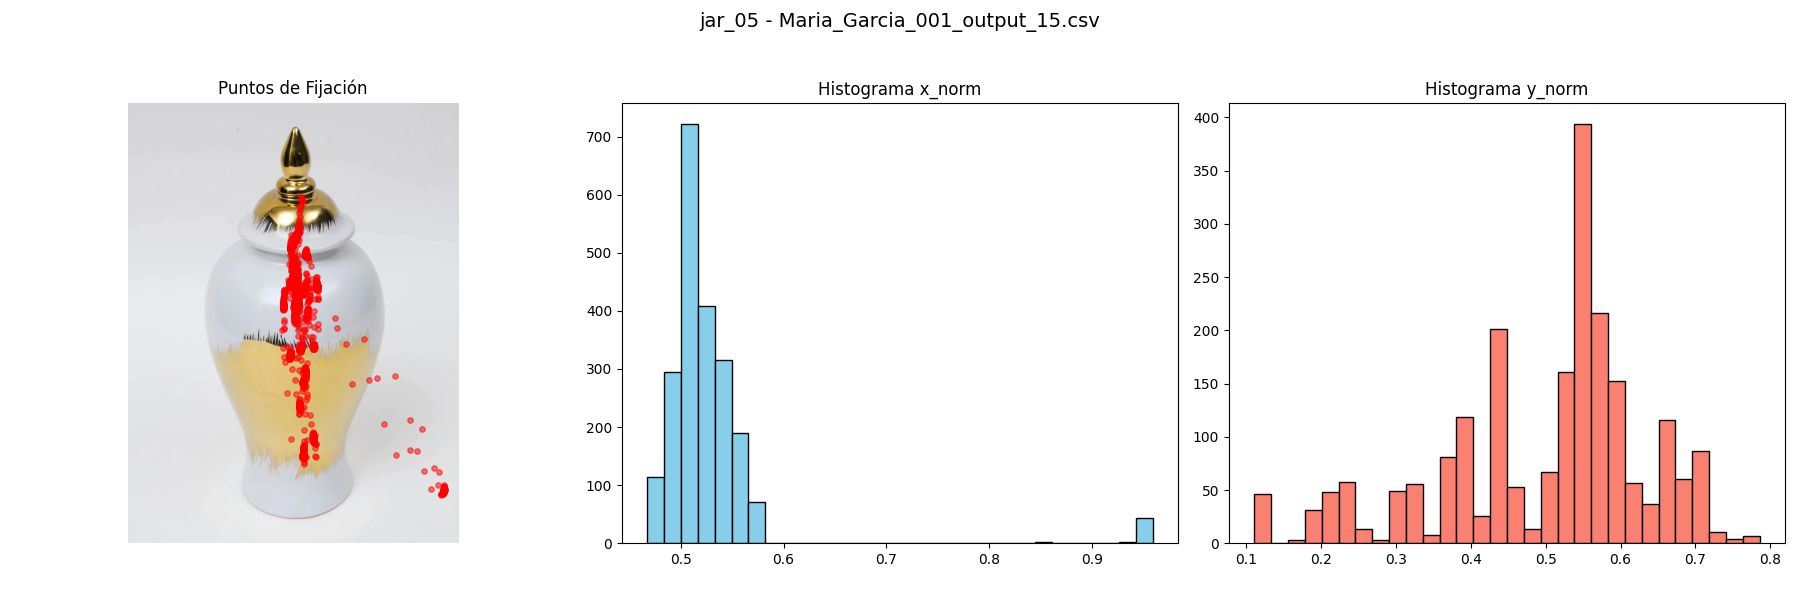 jar_05 - Maria_Garcia_001_output_15.csv
Puntos de Fijación
Histograma x_norm
700
600
500
400
300
200
100
0
0.5 0.6 0.7 0.8 0.9
Histograma y_norm
400
350
300
250
200
150
100
50
0
0.1 0.2 0.3 0.4 0.5 0.6 0.7 0.8